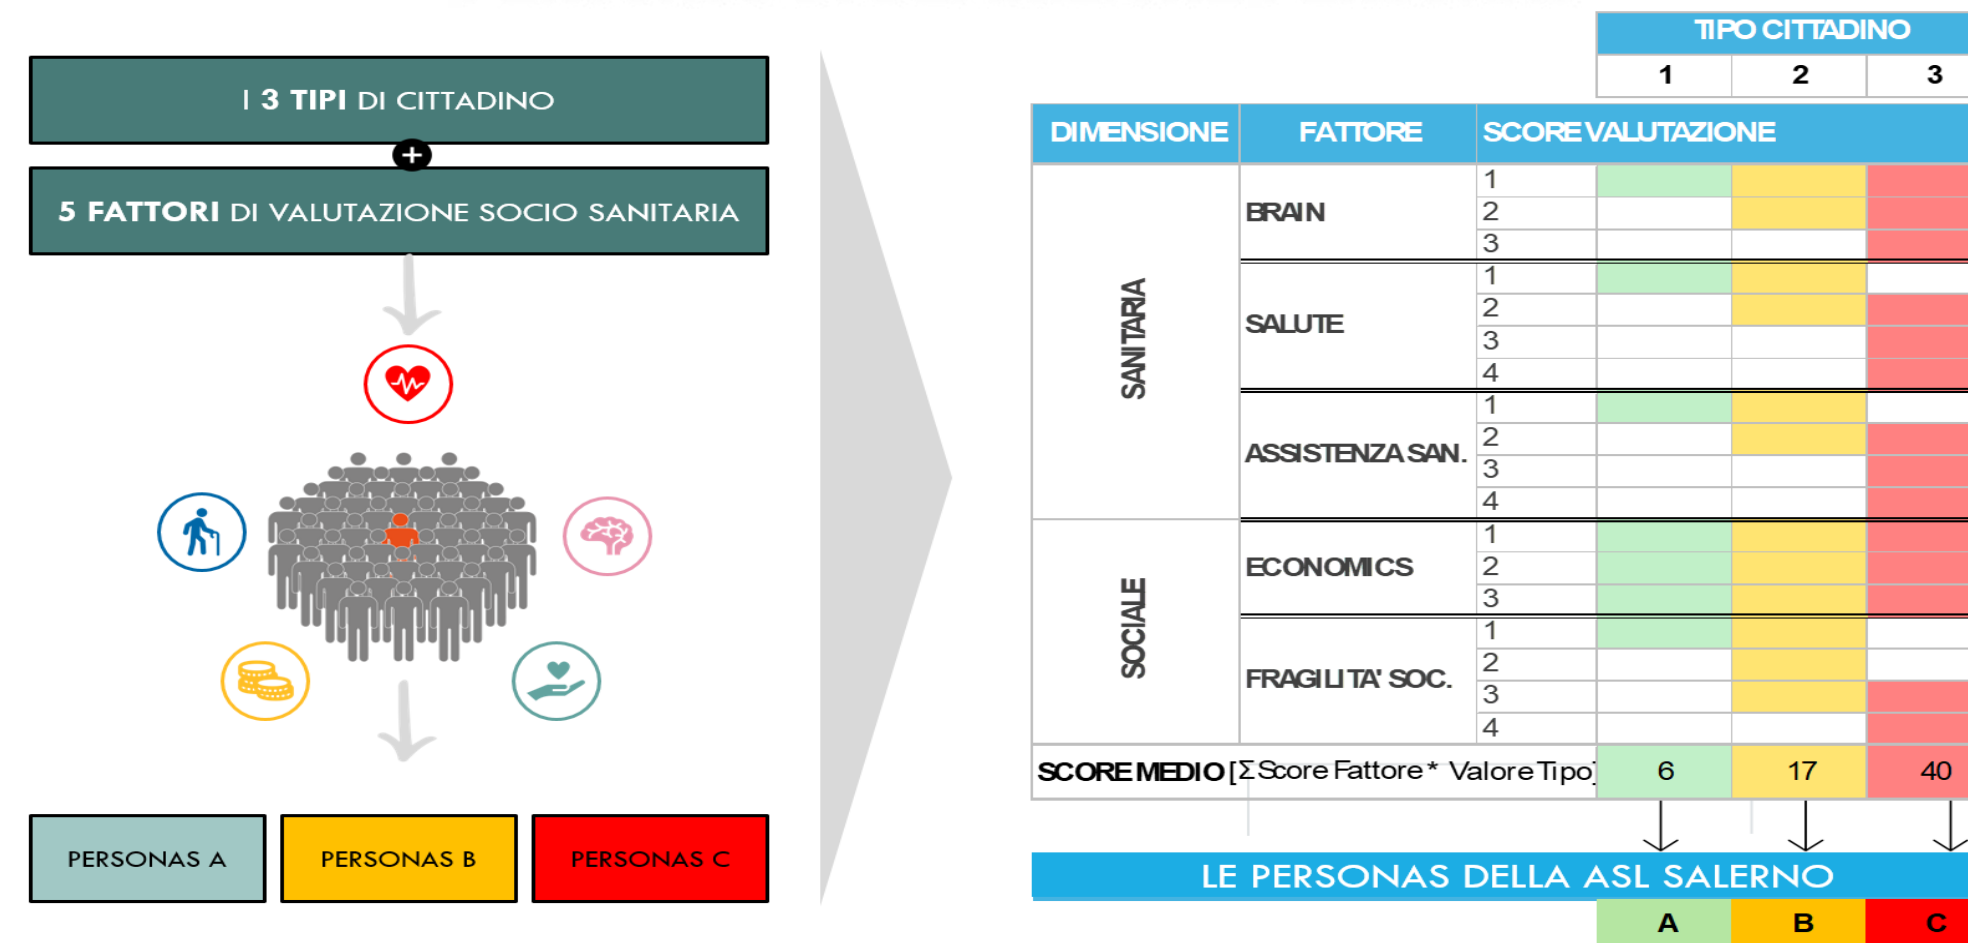 I 3 TIPI DI CITTADINO
+
5 FATTORI DI VALUTAZIONE SOCIO SANITARIA
PERSONAS A
PERSONAS B
PERSONAS C
TIPO CITTADINO
1 2 3
DIMENSIONE FATTORE SCORE VALUTAZIONE
SANITARIA
BRAIN
1
2
3
SALUTE
1
2
3
4
ASSISTENZA SAN.
1
2
3
4
SOCIALE
ECONOMICS
1
2
3
FRAGILITA' SOC.
1
2
3
4
SCORE MEDIO [Σ Score Fattore * Valore Tipo] 6 17 40
LE PERSONAS DELLA ASL SALERNO
A B C